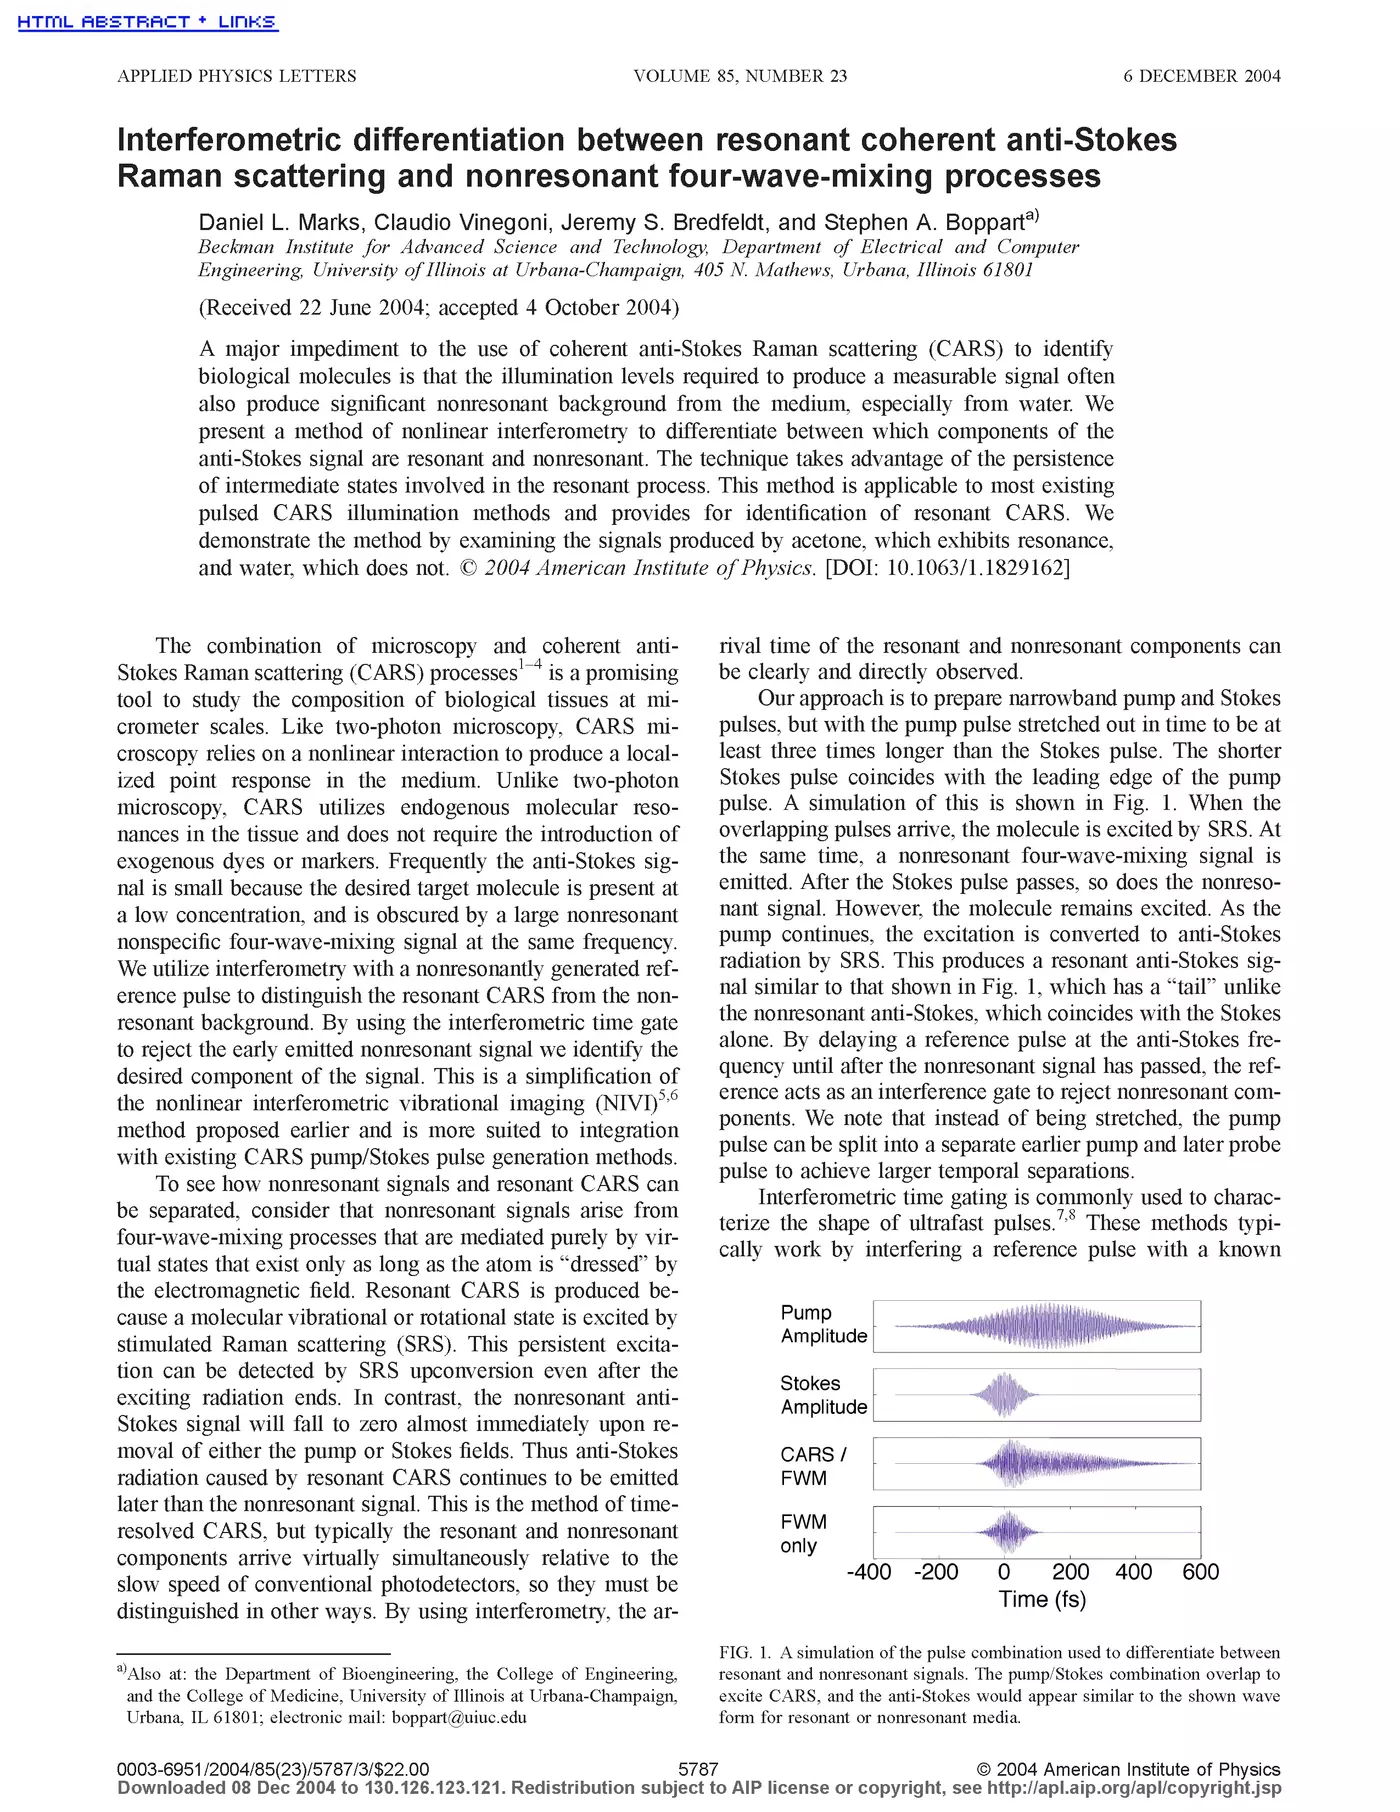 HTML ABSTRACT + LINKS
APPLIED PHYSICS LETTERS VOLUME 85, NUMBER 23 6 DECEMBER 2004
Interferometric differentiation between resonant coherent anti-Stokes
Raman scattering and nonresonant four-wave-mixing processes
Daniel L. Marks, Claudio Vinegoni, Jeremy S. Bredfeldt, and Stephen A. Boppart a)
Beckman Institute for Advanced Science and Technology, Department of Electrical and Computer
Engineering, University of Illinois at Urbana-Champaign, 405 N. Mathews, Urbana, Illinois 61801
(Received 22 June 2004; accepted 4 October 2004)
A major impediment to the use of coherent anti-Stokes Raman scattering (CARS) to identify
biological molecules is that the illumination levels required to produce a measurable signal often
also produce significant nonresonant background from the medium, especially from water. We
present a method of nonlinear interferometry to differentiate between which components of the
anti-Stokes signal are resonant and nonresonant. The technique takes advantage of the persistence
of intermediate states involved in the resonant process. This method is applicable to most existing
pulsed CARS illumination methods and provides for identification of resonant CARS. We
demonstrate the method by examining the signals produced by acetone, which exhibits resonance,
and water, which does not. © 2004 American Institute of Physics. [DOI: 10.1063/1.1829162]
The combination of microscopy and coherent anti-
Stokes Raman scattering (CARS) processes1–4 is a promising
tool to study the composition of biological tissues at mi-
crometer scales. Like two-photon microscopy, CARS mi-
croscopy relies on a nonlinear interaction to produce a local-
ized point response in the medium. Unlike two-photon
microscopy, CARS utilizes endogenous molecular reso-
nances in the tissue and does not require the introduction of
exogenous dyes or markers. Frequently the anti-Stokes sig-
nal is small because the desired target molecule is present at
a low concentration, and is obscured by a large nonresonant
nonspecific four-wave-mixing signal at the same frequency.
We utilize interferometry with a nonresonantly generated ref-
erence pulse to distinguish the resonant CARS from the non-
resonant background. By using the interferometric time gate
to reject the early emitted nonresonant signal we identify the
desired component of the signal. This is a simplification of
the nonlinear interferometric vibrational imaging (NIVI)5,6
method proposed earlier and is more suited to integration
with existing CARS pump/Stokes pulse generation methods.
To see how nonresonant signals and resonant CARS can
be separated, consider that nonresonant signals arise from
four-wave-mixing processes that are mediated purely by vir-
tual states that exist only as long as the atom is “dressed” by
the electromagnetic field. Resonant CARS is produced be-
cause a molecular vibrational or rotational state is excited by
stimulated Raman scattering (SRS). This persistent excita-
tion can be detected by SRS upconversion even after the
exciting radiation ends. In contrast, the nonresonant anti-
Stokes signal will fall to zero almost immediately upon re-
moval of either the pump or Stokes fields. Thus anti-Stokes
radiation caused by resonant CARS continues to be emitted
later than the nonresonant signal. This is the method of time-
resolved CARS, but typically the resonant and nonresonant
components arrive virtually simultaneously relative to the
slow speed of conventional photodetectors, so they must be
distinguished in other ways. By using interferometry, the ar-
a)Also at: the Department of Bioengineering, the College of Engineering,
and the College of Medicine, University of Illinois at Urbana-Champaign,
Urbana, IL 61801; electronic mail: boppart@uiuc.edu
rival time of the resonant and nonresonant components can
be clearly and directly observed.
Our approach is to prepare narrowband pump and Stokes
pulses, but with the pump pulse stretched out in time to be at
least three times longer than the Stokes pulse. The shorter
Stokes pulse coincides with the leading edge of the pump
pulse. A simulation of this is shown in Fig. 1. When the
overlapping pulses arrive, the molecule is excited by SRS. At
the same time, a nonresonant four-wave-mixing signal is
emitted. After the Stokes pulse passes, so does the nonreso-
nant signal. However, the molecule remains excited. As the
pump continues, the excitation is converted to anti-Stokes
radiation by SRS. This produces a resonant anti-Stokes sig-
nal similar to that shown in Fig. 1, which has a “tail” unlike
the nonresonant anti-Stokes, which coincides with the Stokes
alone. By delaying a reference pulse at the anti-Stokes fre-
quency until after the nonresonant signal has passed, the ref-
erence acts as an interference gate to reject nonresonant com-
ponents. We note that instead of being stretched, the pump
pulse can be split into a separate earlier pump and later probe
pulse to achieve larger temporal separations.
Interferometric time gating is commonly used to charac-
terize the shape of ultrafast pulses.7,8 These methods typi-
cally work by interfering a reference pulse with a known
Pump
Amplitude
Stokes
Amplitude
CARS /
FWM
FWM
only
-400 -200 0 200 400 600
Time (fs)
FIG. 1. A simulation of the pulse combination used to differentiate between
resonant and nonresonant signals. The pump/Stokes combination overlap to
excite CARS, and the anti-Stokes would appear similar to the shown wave
form for resonant or nonresonant media.
0003-6951/2004/85(23)/5787/3/$22.00 5787 © 2004 American Institute of Physics
Downloaded 08 Dec 2004 to 130.126.123.121. Redistribution subject to AIP license or copyright, see http://apl.aip.org/apl/copyright.jsp